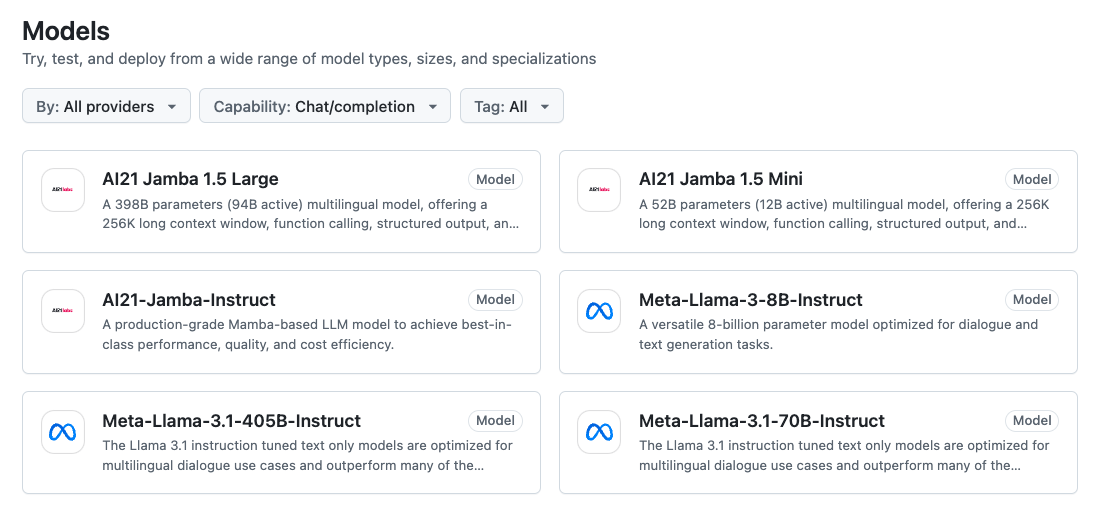 Models
Try, test, and deploy from a wide range of model types, sizes, and specializations
By: All providers
Capability: Chat/completion
Tag: All
AI21labs
AI21 Jamba 1.5 Large
Model
A 398B parameters (94B active) multilingual model, offering a
256K long context window, function calling, structured output, an...
AI21labs
AI21 Jamba 1.5 Mini
Model
A 52B parameters (12B active) multilingual model, offering a 256K
long context window, function calling, structured output, and...
AI21labs
AI21-Jamba-Instruct
Model
A production-grade Mamba-based LLM model to achieve best-in-
class performance, quality, and cost efficiency.
Meta-Llama-3-8B-Instruct
Model
A versatile 8-billion parameter model optimized for dialogue and
text generation tasks.
Meta-Llama-3.1-405B-Instruct
Model
The Llama 3.1 instruction tuned text only models are optimized for
multilingual dialogue use cases and outperform many of the...
Meta-Llama-3.1-70B-Instruct
Model
The Llama 3.1 instruction tuned text only models are optimized for
multilingual dialogue use cases and outperform many of the...